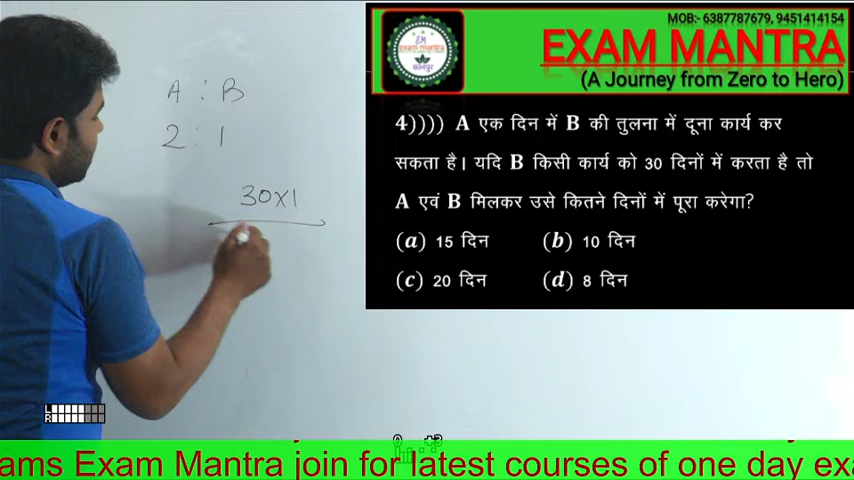 MOB:- 6387787679, 9451414154
EXAM MANTRA
(A Journey from Zero to Hero)
EM
exam mantra
कानपुर
A : B
2 : 1
30x1
4)))) A एक दिन में B की तुलना में दूना कार्य कर
सकता है। यदि B किसी कार्य को 30 दिनों में करता है तो
A एवं B मिलकर उसे कितने दिनों में पूरा करेगा?
(a) 15 दिन (b) 10 दिन
(c) 20 दिन (d) 8 दिन
L
R
ams Exam Mantra join for latest courses of one day exa